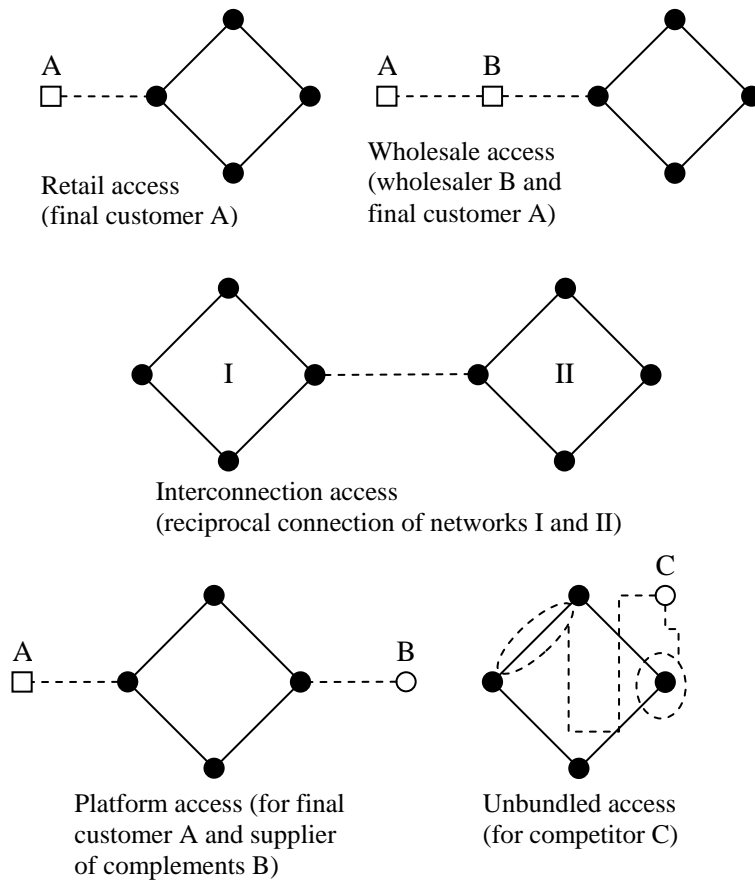 A
A
B
Retail access
(final customer A)
Wholesale access
(wholesaler B and
final customer A)
I
II
Interconnection access
(reciprocal connection of networks I and II)
A
B
C
Platform access (for final
customer A and supplier
of complements B)
Unbundled access
(for competitor C)